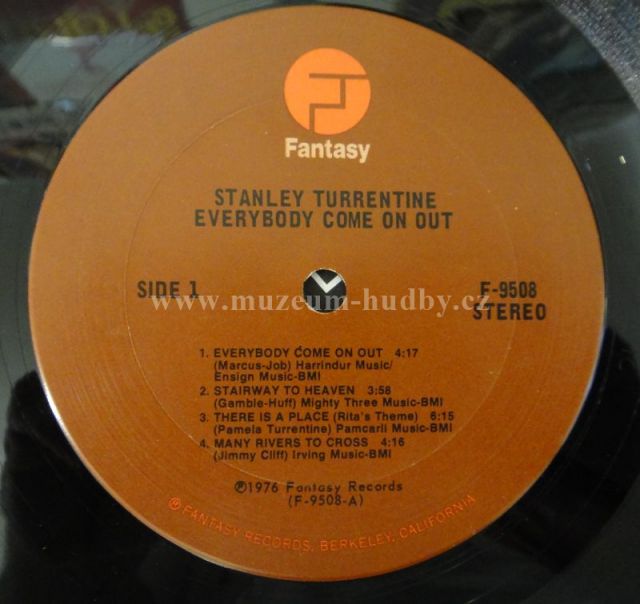 Fantasy
STANLEY TURRENTINE
EVERYBODY COME ON OUT
SIDE 1
F-9508
STEREO
www.muzeum-hudby.cz
1. EVERYBODY COME ON OUT 4:17
(Marcus-Job) Harrindur Music/
Ensign Music-BMI
2. STAIRWAY TO HEAVEN 3:58
(Gamble-Huff) Mighty Three Music-BMI
3. THERE IS A PLACE (Rita's Theme) 6:15
(Pamela Turrentine) Pamcarli Music-BMI
4. MANY RIVERS TO CROSS 4:16
(Jimmy Cliff) Irving Music-BMI
℗1976 Fantasy Records
(F-9508-A)
® FANTASY RECORDS, BERKELEY, CALIFORNIA